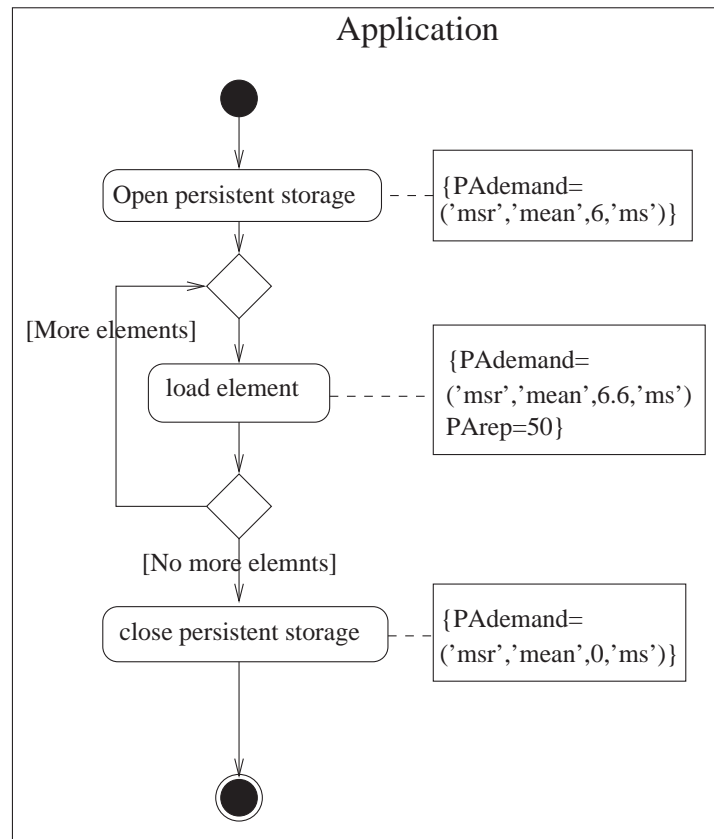 Application
Open persistent storage
{PAdemand=
('msr','mean',6,'ms')}
[More elements]
load element
{PAdemand=
('msr','mean',6.6,'ms')
PArep=50}
[No more elemnts]
close persistent storage
{PAdemand=
('msr','mean',0,'ms')}